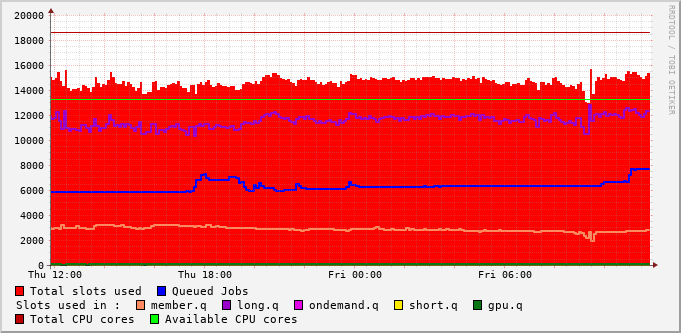 20000
18000
16000
14000
12000
10000
8000
6000
4000
2000
0
Thu 12:00 Thu 18:00 Fri 00:00 Fri 06:00
RRDTOOL / TOBI OETIKER
Total slots used Queued Jobs
Slots used in : member.q long.q ondemand.q short.q gpu.q
Total CPU cores Available CPU cores